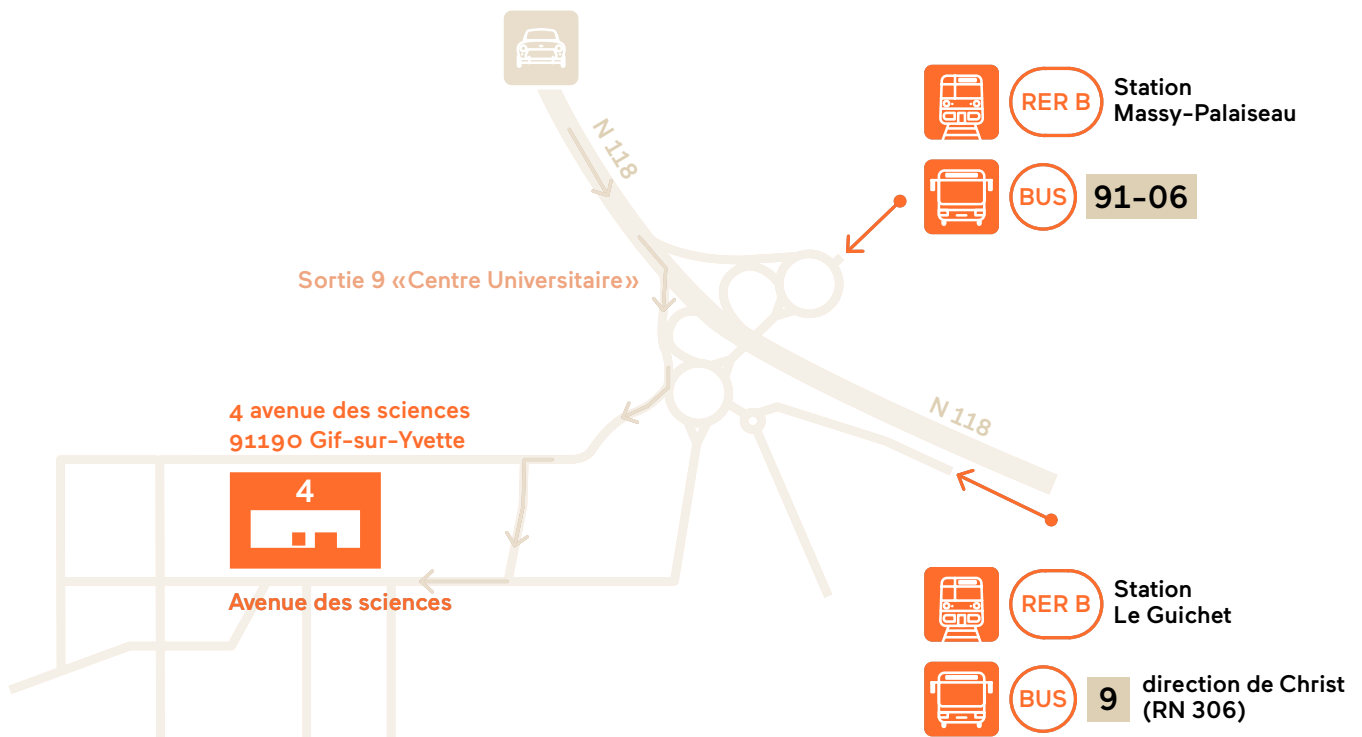 N 118
RER B
Station
Massy-Palaiseau
BUS
91-06
Sortie 9 «Centre Universitaire»
N 118
4 avenue des sciences
91190 Gif-sur-Yvette
4
Avenue des sciences
RER B
Station
Le Guichet
BUS
9
direction de Christ
(RN 306)